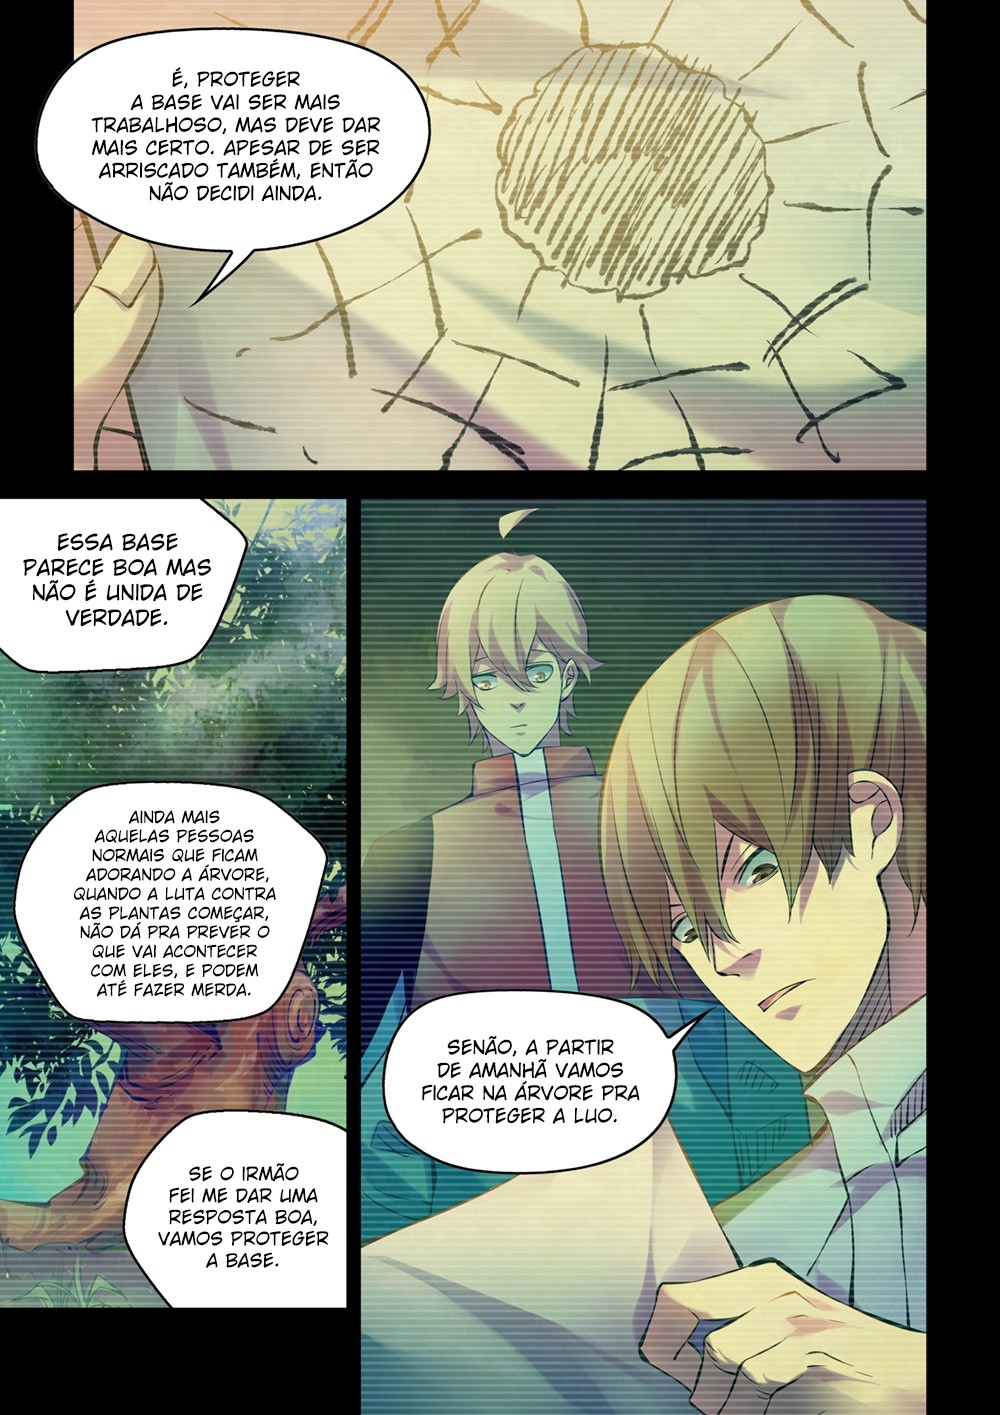 É, PROTEGER
A BASE VAI SER MAIS
TRABALHOSO, MAS DEVE DAR
MAIS CERTO. APESAR DE SER
ARRISCADO TAMBÉM, ENTÃO
NÃO DECIDI AINDA.
ESSA BASE
PARECE BOA MAS
NÃO É UNIDA DE
VERDADE.
AINDA MAIS
AQUELAS PESSOAS
NORMAIS QUE FICAM
ADORANDO A ÁRVORE,
QUANDO A LUTA CONTRA
AS PLANTAS COMEÇAR,
NÃO DÁ PRA PREVER O
QUE VAI ACONTECER
COM ELES, E PODEM
ATÉ FAZER MERDA.
SE O IRMÃO
FEI ME DAR UMA
RESPOSTA BOA,
VAMOS PROTEGER
A BASE.
SENÃO, A PARTIR
DE AMANHÃ VAMOS
FICAR NA ÁRVORE PRA
PROTEGER A LUO.